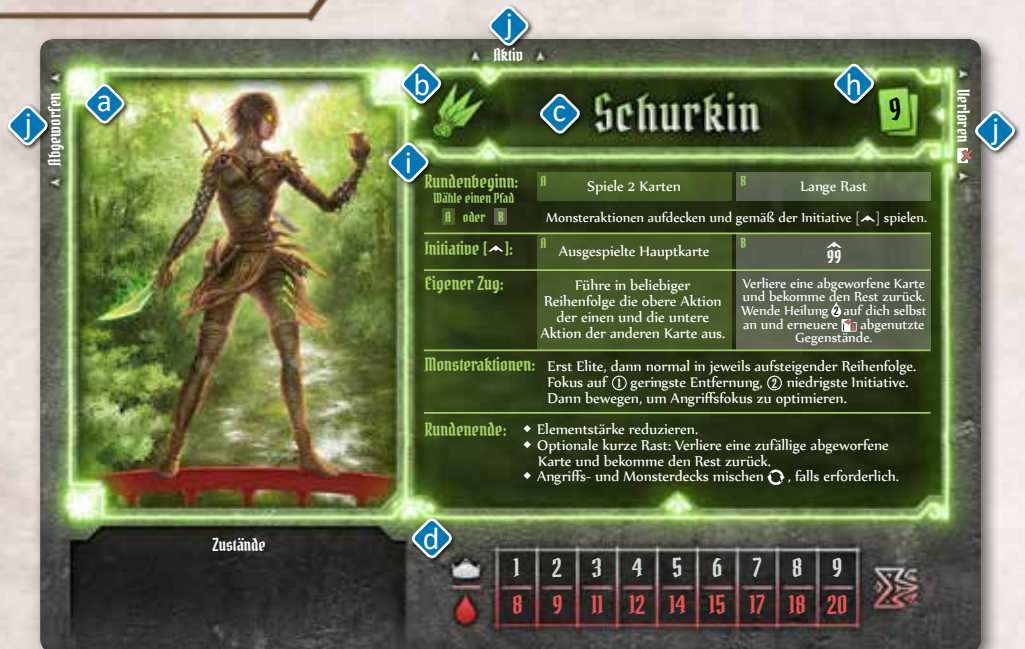 j
▲ Aktiv ▲
j
▲ Abgeworfen ▲
a
b
c
Schurkin
h
9
▲ Verloren ▲
j
i
Rundenbeginn:
Wähle einen Pfad
A oder B
A Spiele 2 Karten
B Lange Rast
Monsteraktionen aufdecken und gemäß der Initiative [] spielen.
Initiative []:
A Ausgespielte Hauptkarte
B 99
Eigener Zug:
Führe in beliebiger
Reihenfolge die obere Aktion
der einen und die untere
Aktion der anderen Karte aus.
Verliere eine abgeworfene Karte
und bekomme den Rest zurück.
Wende Heilung 2 auf dich selbst
an und erneuere abgenutzte
Gegenstände.
Monsteraktionen:
Erst Elite, dann normal in jeweils aufsteigender Reihenfolge.
Fokus auf ① geringste Entfernung, ② niedrigste Initiative.
Dann bewegen, um Angriffsfokus zu optimieren.
Rundenende:
◆ Elementstärke reduzieren.
◆ Optionale kurze Rast: Verliere eine zufällige abgeworfene
Karte und bekomme den Rest zurück.
◆ Angriffs- und Monsterdecks mischen , falls erforderlich.
Zustände
d
1 2 3 4 5 6 7 8 9
8 9 11 12 14 15 17 18 20